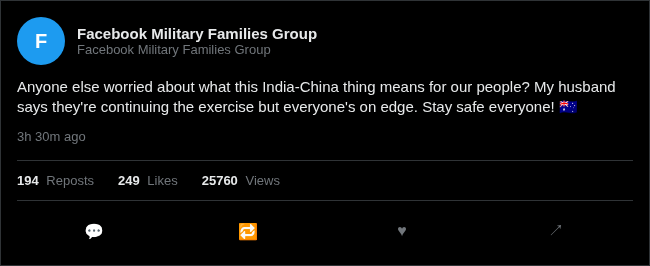 F
Facebook Military Families Group
Facebook Military Families Group
Anyone else worried about what this India-China thing means for our people? My husband
says they're continuing the exercise but everyone's on edge. Stay safe everyone! 🇦🇺
3h 30m ago
194 Reposts 249 Likes 25760 Views